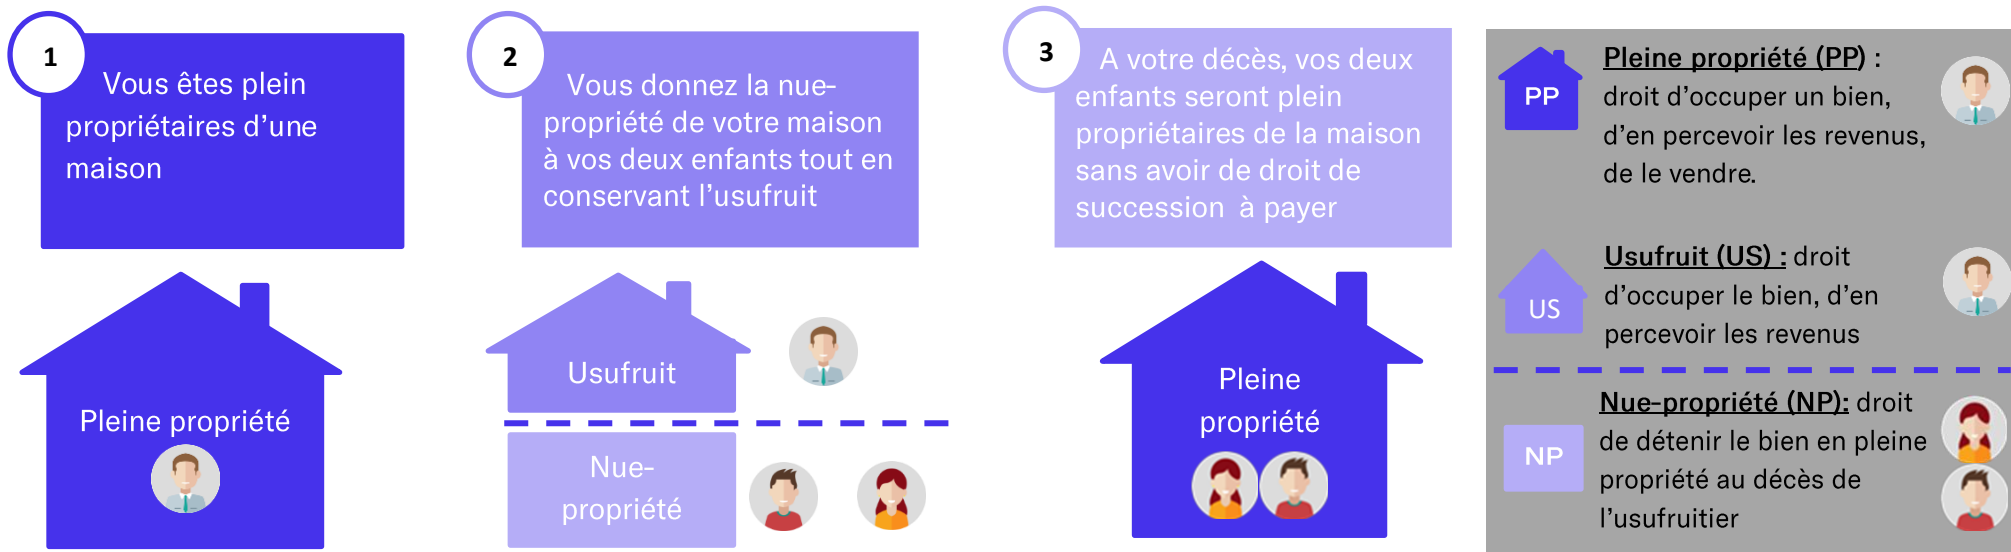 1
Vous êtes plein
propriétaires d'une
maison
Pleine propriété
2
Vous donnez la nue-
propriété de votre maison
à vos deux enfants tout en
conservant l'usufruit
Usufruit
Nue-
propriété
3
A votre décès, vos deux
enfants seront plein
propriétaires de la maison
sans avoir de droit de
succession à payer
Pleine
propriété
PP
Pleine propriété (PP) :
droit d'occuper un bien,
d'en percevoir les revenus,
de le vendre.
US
Usufruit (US) : droit
d'occuper le bien, d'en
percevoir les revenus
NP
Nue-propriété (NP): droit
de détenir le bien en pleine
propriété au décès de
l'usufruitier